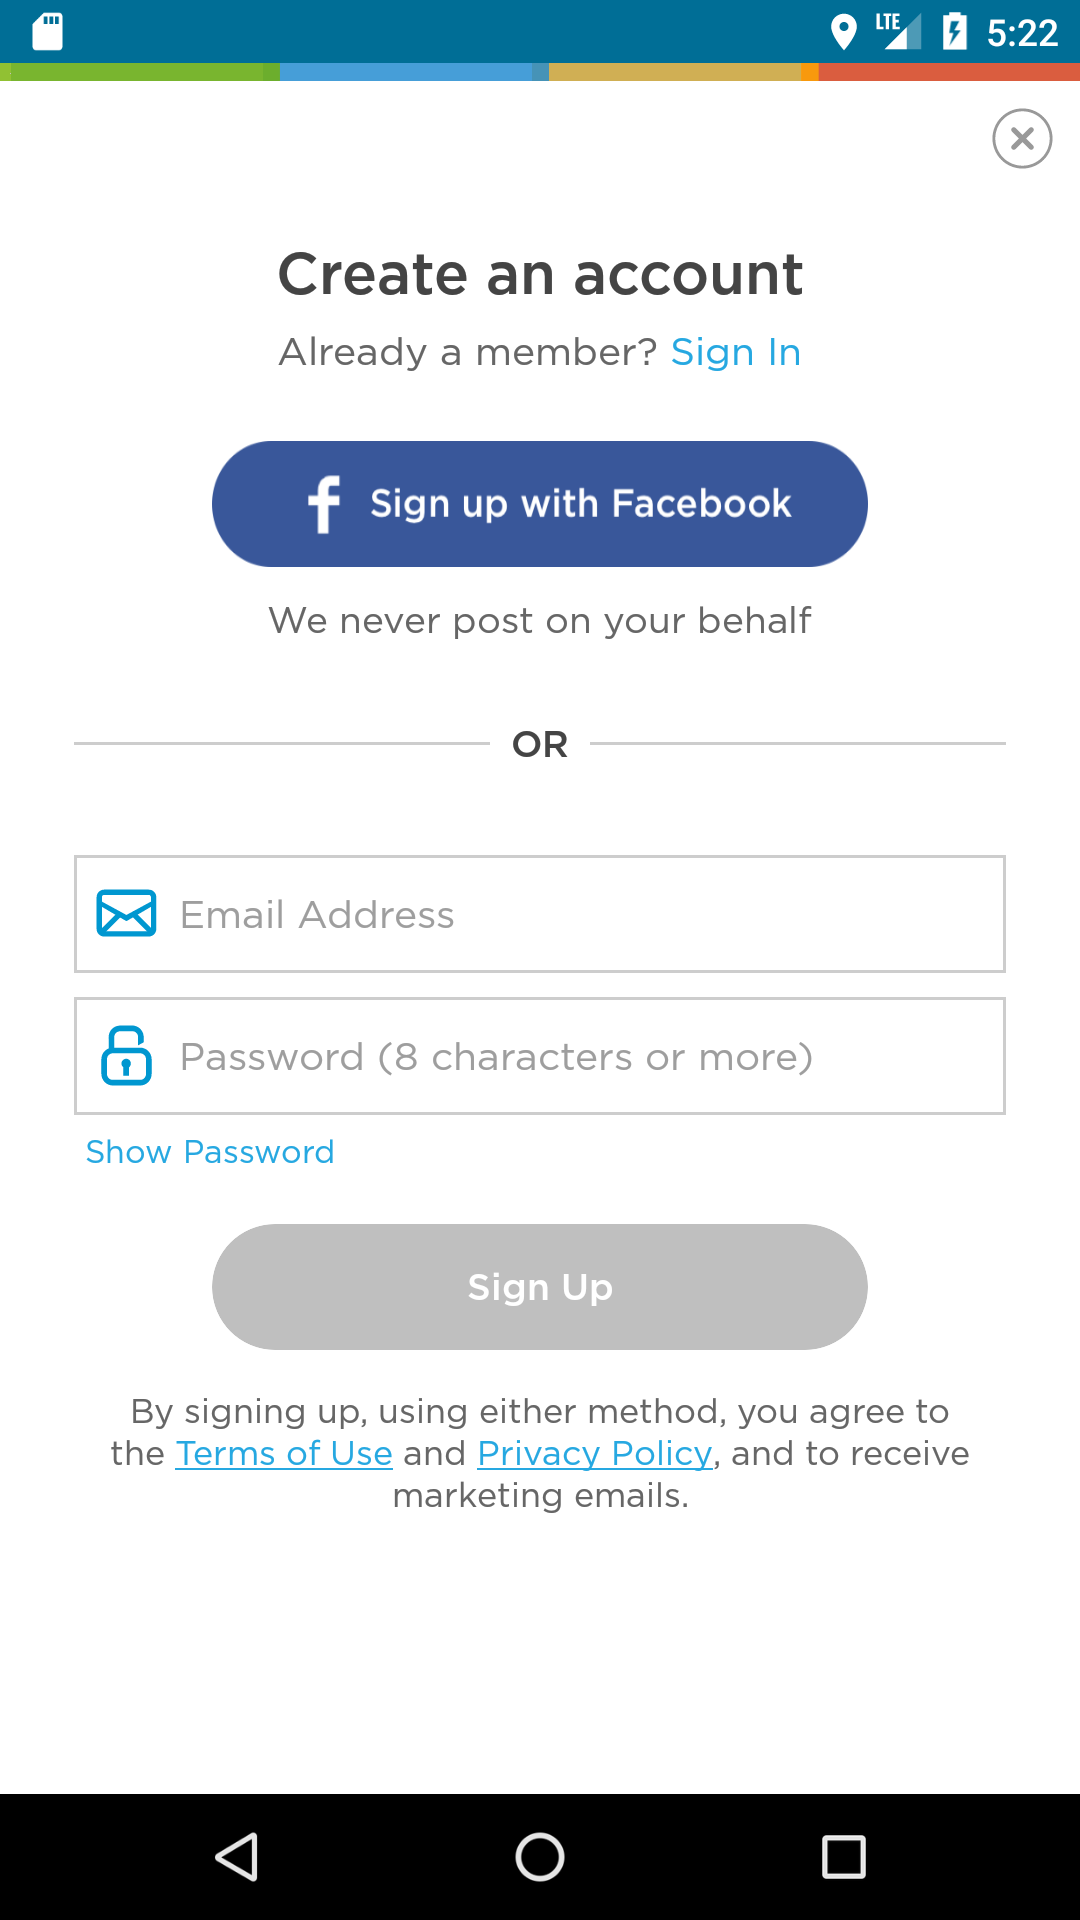 LTE 5:22
Create an account
Already a member? Sign In
f Sign up with Facebook
We never post on your behalf
OR
Email Address
Password (8 characters or more)
Show Password
Sign Up
By signing up, using either method, you agree to
the Terms of Use and Privacy Policy, and to receive
marketing emails.